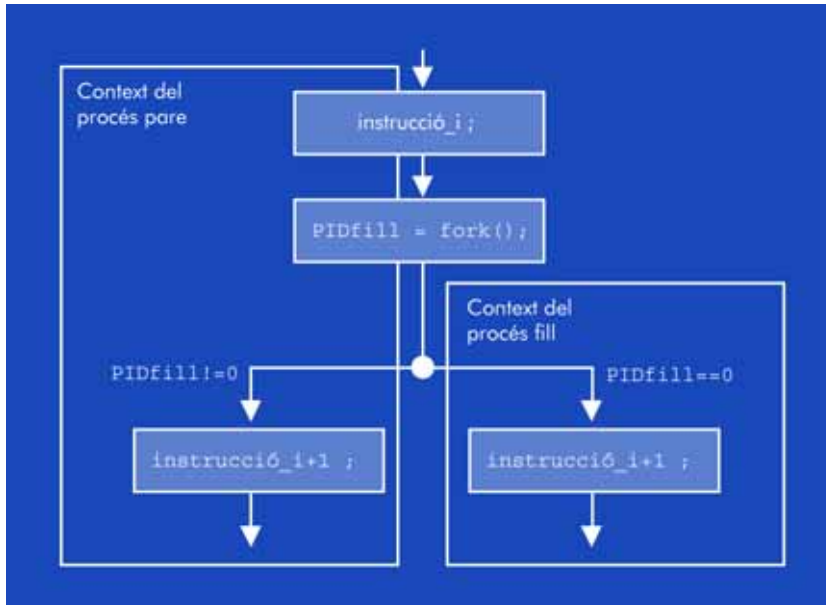 Context del
procés pare
instrucció_i ;
PIDfill = fork();
Context del
procés fill
PIDfill!=0
PIDfill==0
instrucció_i+1 ;
instrucció_i+1 ;